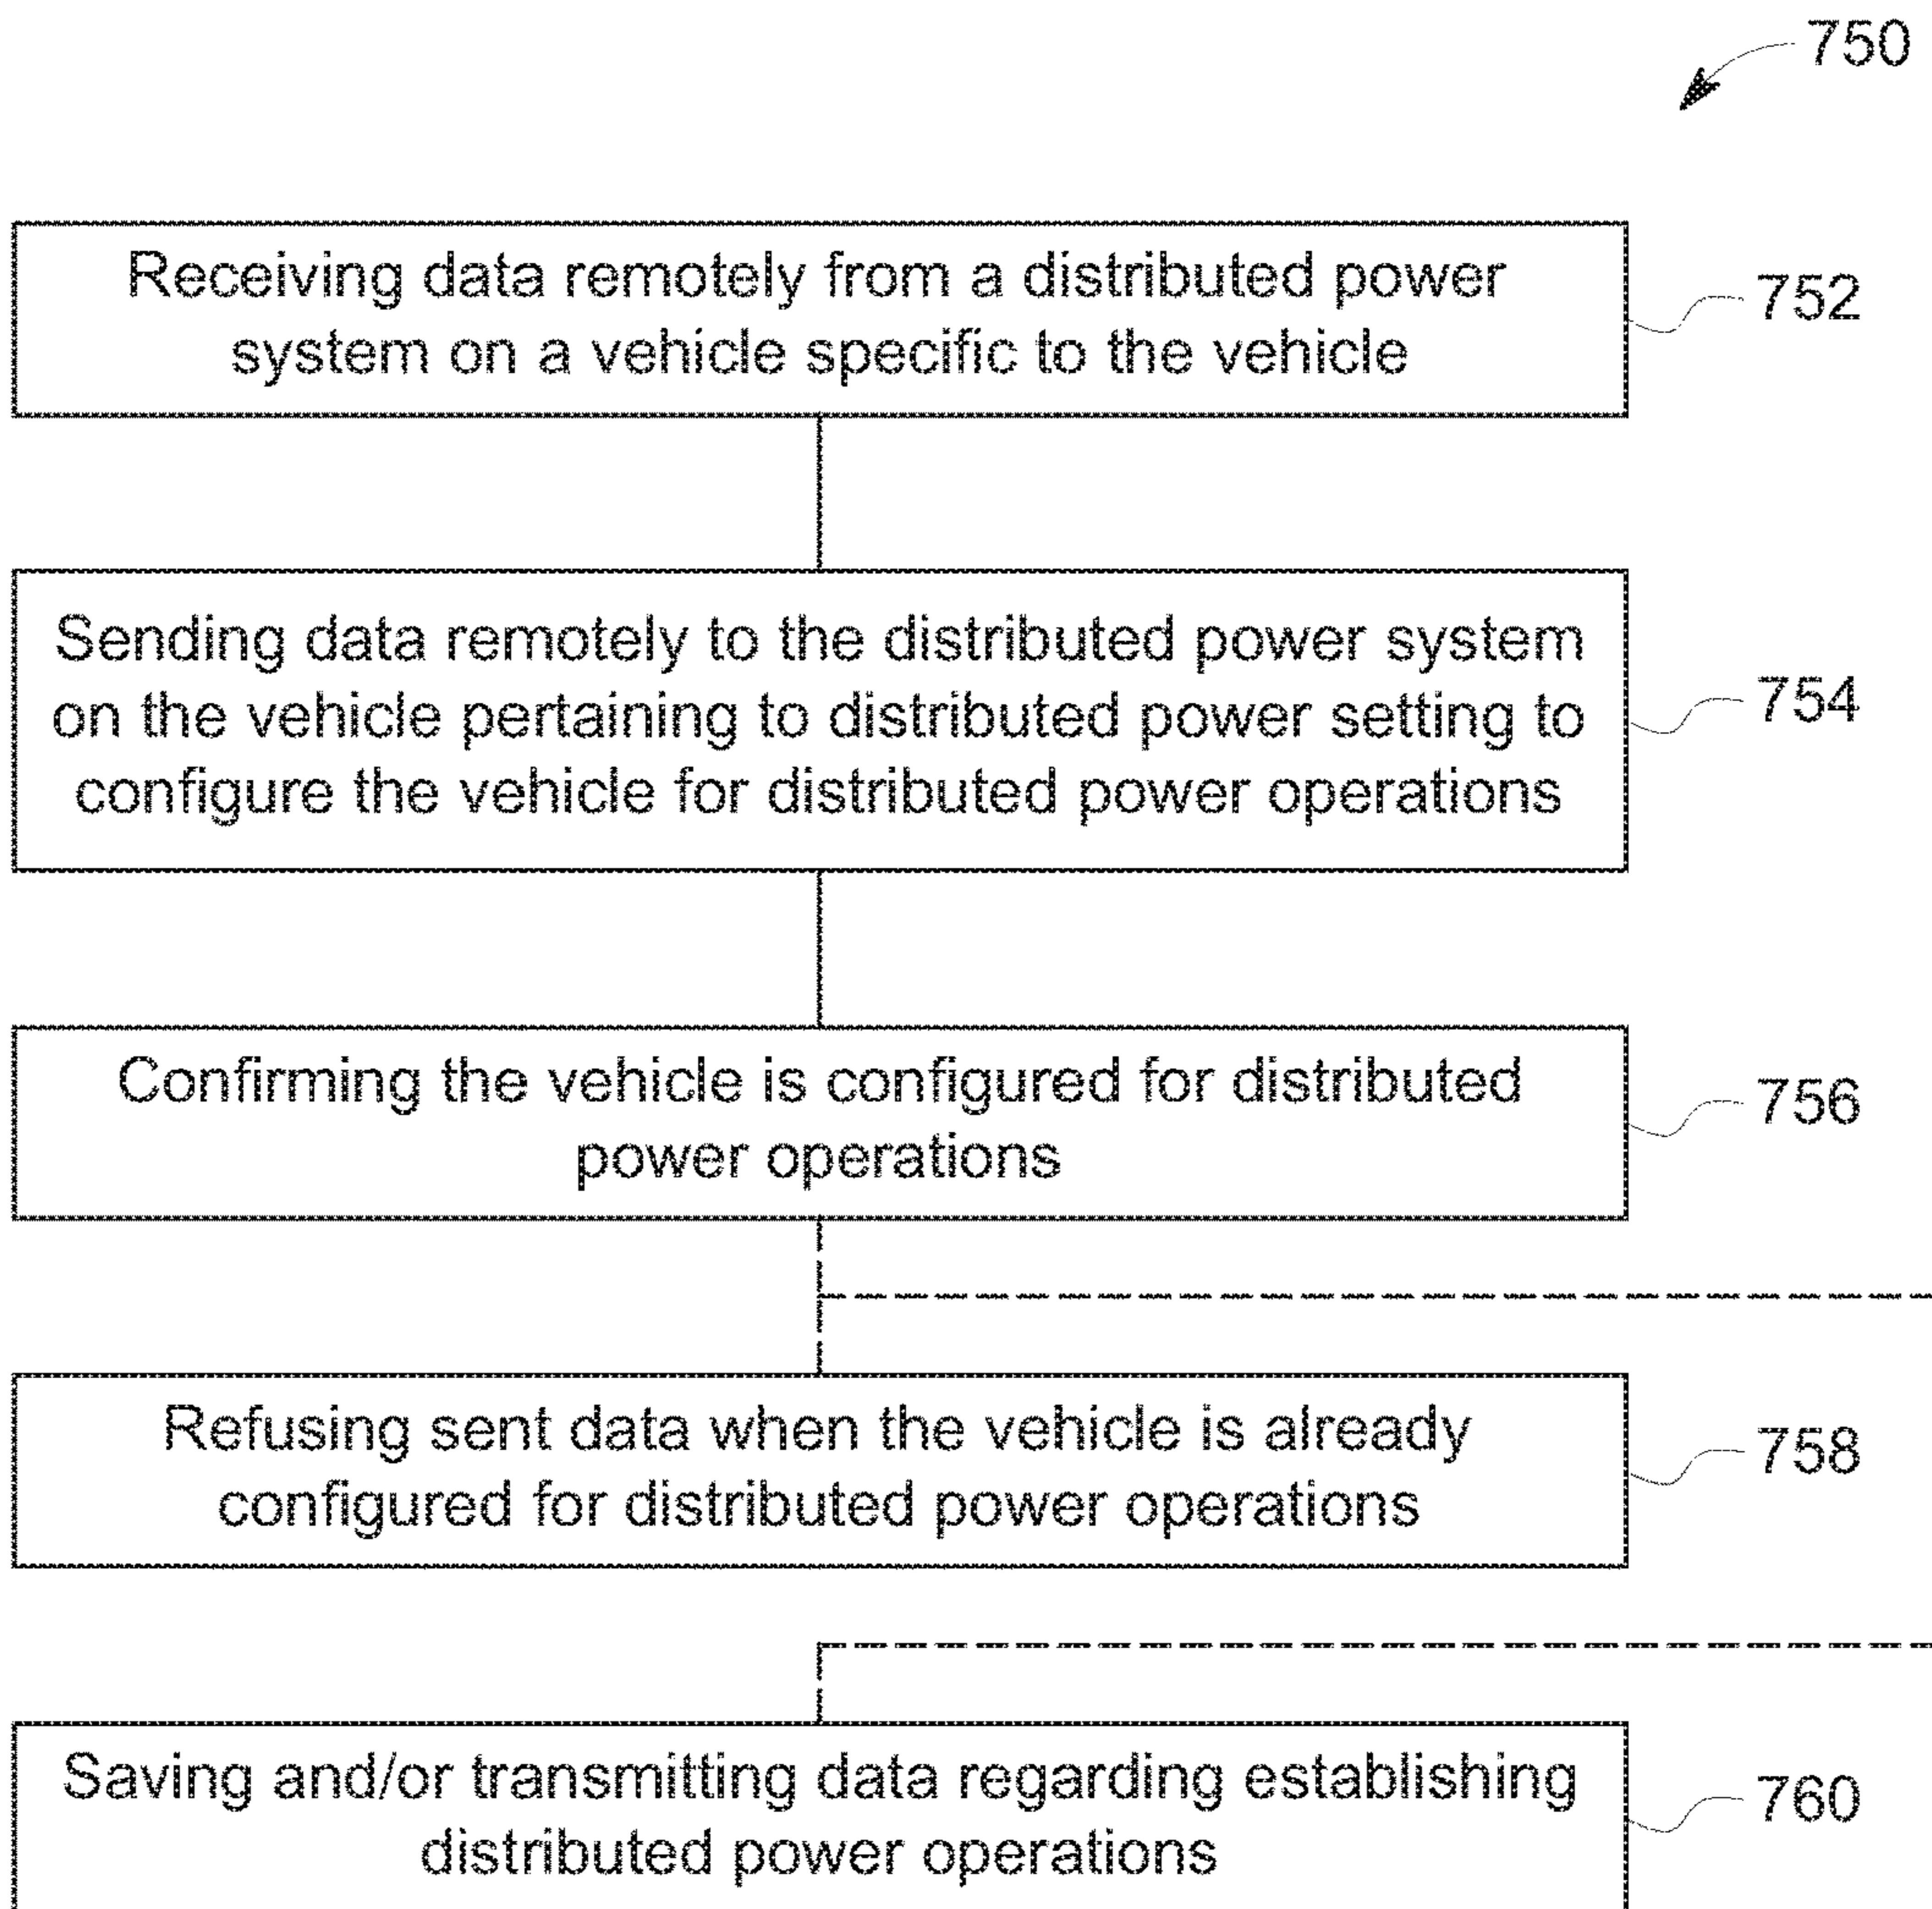 750
Receiving data remotely from a distributed power
system on a vehicle specific to the vehicle
752
Sending data remotely to the distributed power system
on the vehicle pertaining to distributed power setting to
configure the vehicle for distributed power operations
754
Confirming the vehicle is configured for distributed
power operations
756
Refusing sent data when the vehicle is already
configured for distributed power operations
758
Saving and/or transmitting data regarding establishing
distributed power operations
760